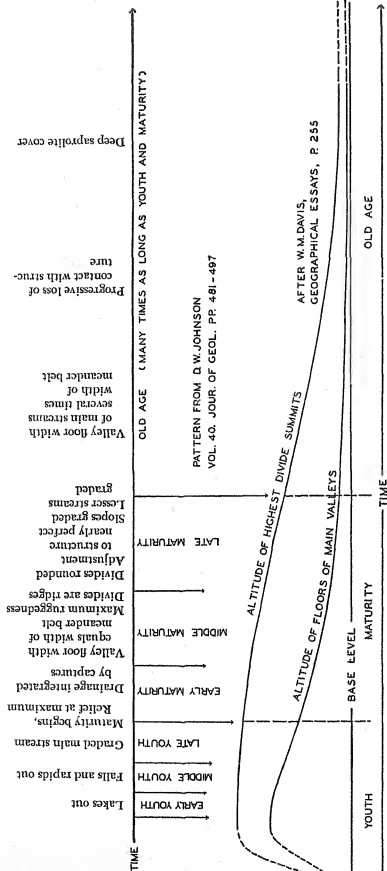 Lakes out
Falls and rapids out
Graded main stream
Maturity begins,
Relief at maximum
Drainage integrated
by captures
Valley floor width
equals width of
meander belt
Maximum ruggedness
Divides are ridges
Divides rounded
Adjustment
to structure
nearly perfect
Slopes graded
Lesser streams
graded
Valley floor width
of main streams
several times
width of
meander belt
Progressive loss of
contact with struc-
ture
Deep saprolite cover
TIME
EARLY YOUTH
MIDDLE YOUTH
LATE YOUTH
EARLY MATURITY
MIDDLE MATURITY
LATE MATURITY
OLD AGE (MANY TIMES AS LONG AS YOUTH AND MATURITY)
PATTERN FROM D.W. JOHNSON
VOL. 40. JOUR. OF GEOL. PP. 481-497
ALTITUDE OF HIGHEST DIVIDE SUMMITS
AFTER W.M. DAVIS,
GEOGRAPHICAL ESSAYS, P. 255
ALTITUDE OF FLOORS OF MAIN VALLEYS
BASE LEVEL
YOUTH
MATURITY
OLD AGE
TIME